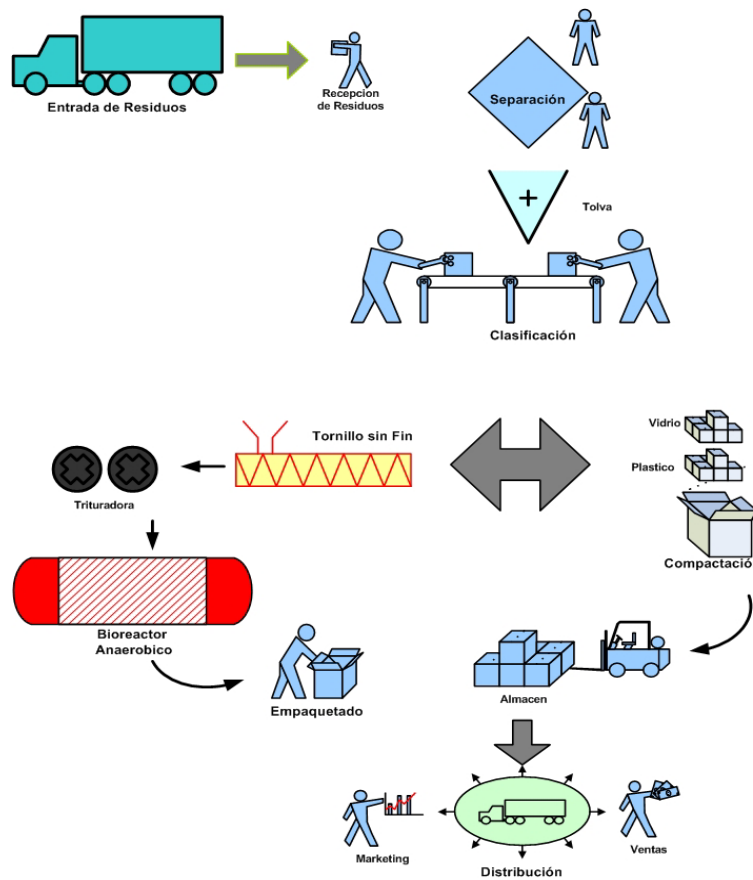 Entrada de Residuos
Recepcion
de Residuos
Separación
+
Tolva
Clasificación
Tornillo sin Fin
Vidrio
Plastico
Trituradora
Compactació
Bioreactor
Anaerobico
Empaquetado
Almacen
Marketing
Ventas
Distribución